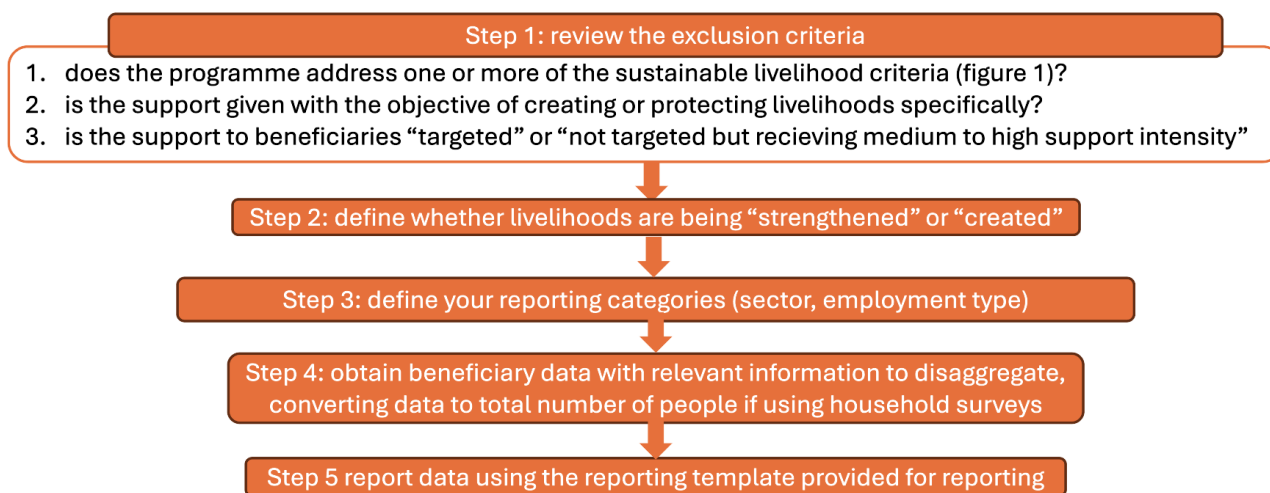 Step 1: review the exclusion criteria
1. does the programme address one or more of the sustainable livelihood criteria (figure 1)?
2. is the support given with the objective of creating or protecting livelihoods specifically?
3. is the support to beneficiaries “targeted” or “not targeted but recieving medium to high support intensity”
Step 2: define whether livelihoods are being “strengthened” or “created”
Step 3: define your reporting categories (sector, employment type)
Step 4: obtain beneficiary data with relevant information to disaggregate,
converting data to total number of people if using household surveys
Step 5 report data using the reporting template provided for reporting